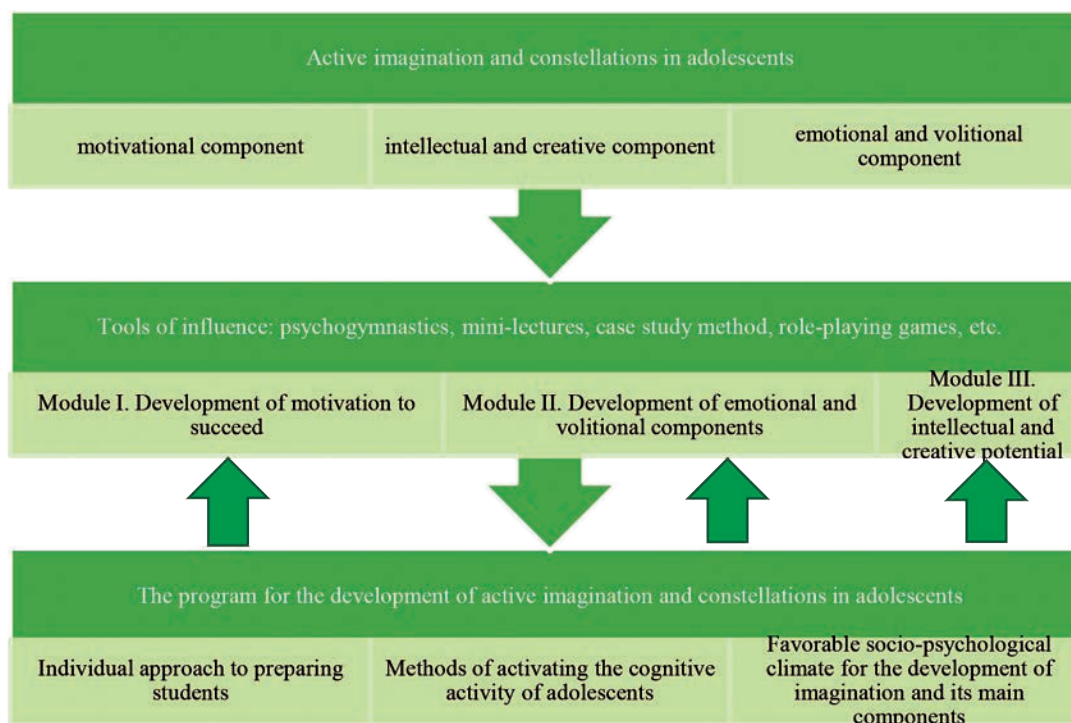 Active imagination and constellations in adolescents
motivational component
intellectual and creative component
emotional and volitional
component
Tools of influence: psychogymnastics, mini-lectures, case study method, role-playing games, etc.
Module I. Development of motivation to
succeed
Module II. Development of emotional and
volitional components
Module III.
Development of
intellectual and
creative potential
The program for the development of active imagination and constellations in adolescents
Individual approach to preparing
students
Methods of activating the cognitive
activity of adolescents
Favorable socio-psychological
climate for the development of
imagination and its main
components